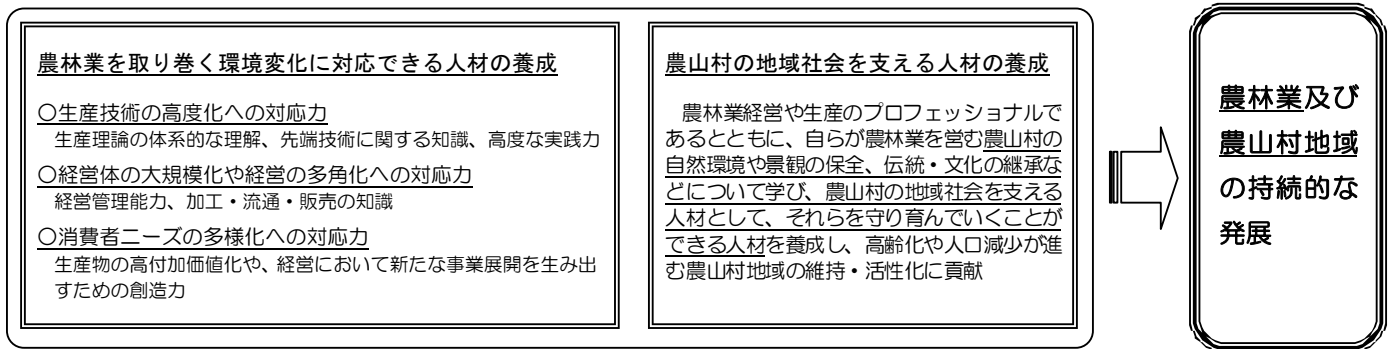 農林業を取り巻く環境変化に対応できる人材の養成
○生産技術の高度化への対応力
生産理論の体系的な理解、先端技術に関する知識、高度な実践力
○経営体の大規模化や経営の多角化への対応力
経営管理能力、加工・流通・販売の知識
○消費者ニーズの多様化への対応力
生産物の高付加価値化や、経営において新たな事業展開を生み出
すための創造力
農山村の地域社会を支える人材の養成
農林業経営や生産のプロフェッショナルで
あるとともに、自らが農林業を営む農山村の
自然環境や景観の保全、伝統・文化の継承な
どについて学び、農山村の地域社会を支える
人材として、それらを守り育んでいくことが
できる人材を養成し、高齢化や人口減少が進
む農山村地域の維持・活性化に貢献
農林業及び
農山村地域
の持続的な
発展